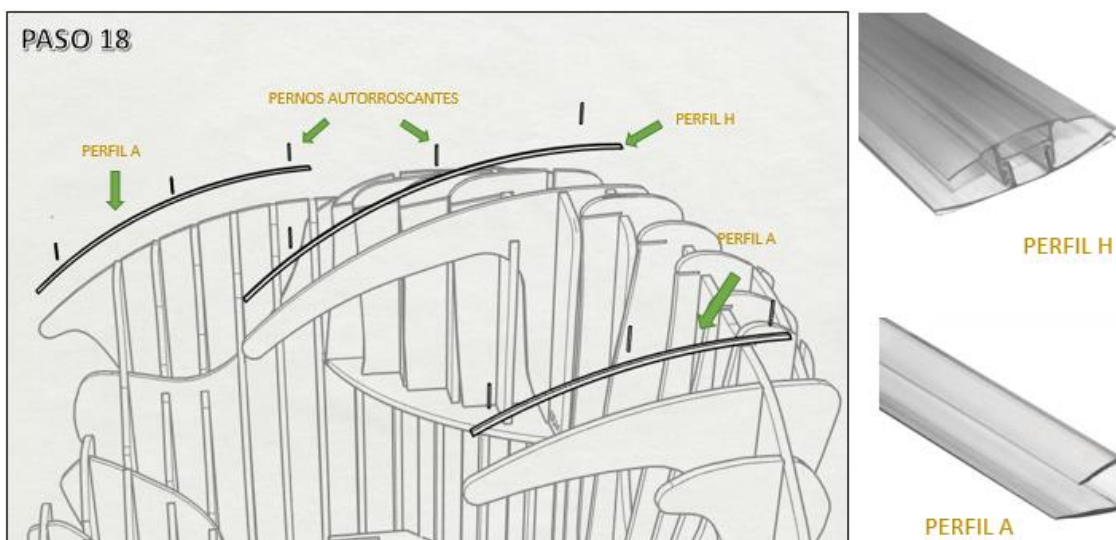 PASO 18
PERNOS AUTORROSCANTES
PERFIL A
PERFIL H
PERFIL A
PERFIL H
PERFIL A